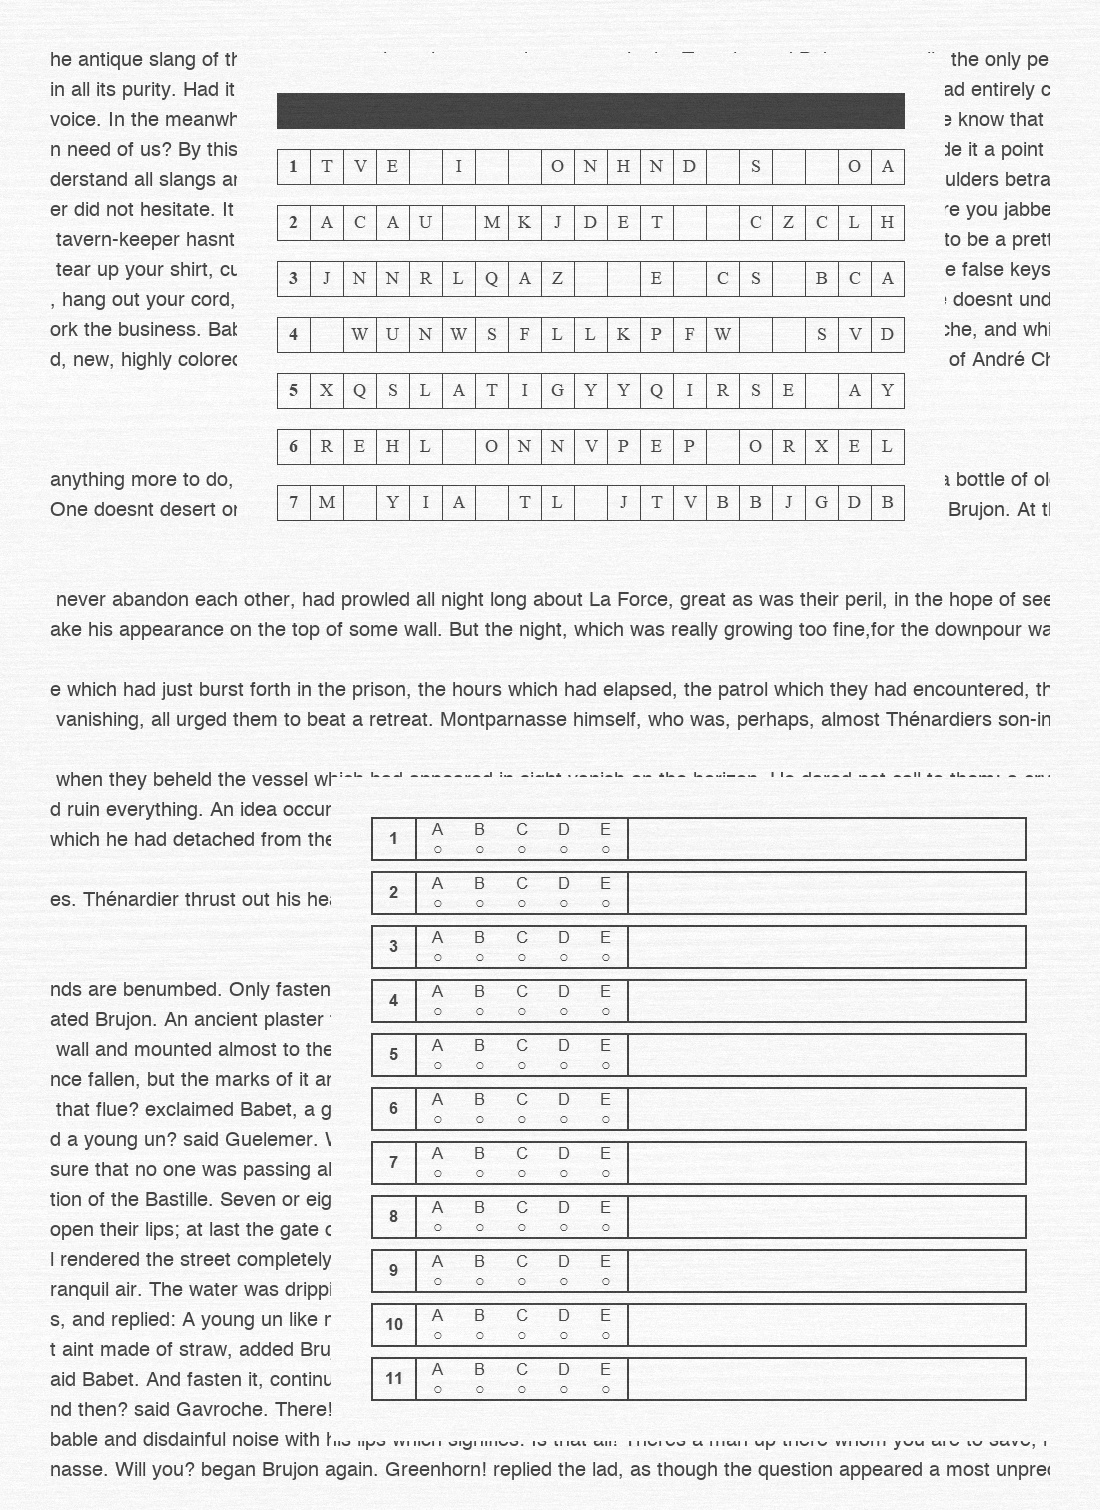 he antique slang of th
the only pe
in all its purity. Had it
ad entirely c
voice. In the meanwh
e know that
n need of us? By this
de it a point
1 T V E I O N H N D S O A
derstand all slangs ar
ulders betra
er did not hesitate. It
re you jabbe
2 A C A U M K J D E T C Z C L H
tavern-keeper hasnt
to be a prett
tear up your shirt, cu
e false keys
3 J N N R L Q A Z E C S B C A
, hang out your cord,
doesnt und
ork the business. Bab
che, and whi
4 W U N W S F L L K P F W S V D
d, new, highly colored
of André Ch
5 X Q S L A T I G Y Y Q I R S E A Y
6 R E H L O N N V P E P O R X E L
anything more to do,
a bottle of ol
7 M Y I A T L J T V B B J G D B
One doesnt desert or
Brujon. At t
never abandon each other, had prowled all night long about La Force, great as was their peril, in the hope of see
ake his appearance on the top of some wall. But the night, which was really growing too fine,for the downpour wa
e which had just burst forth in the prison, the hours which had elapsed, the patrol which they had encountered, th
vanishing, all urged them to beat a retreat. Montparnasse himself, who was, perhaps, almost Thénardiers son-in
when they beheld the vessel which had appeared in sight vanish on the horizon. He dared not call to them; a cry
d ruin everything. An idea occur
which he had detached from the
1 A B C D E
2 A B C D E
es. Thénardier thrust out his hea
3 A B C D E
nds are benumbed. Only fasten
4 A B C D E
ated Brujon. An ancient plaster
wall and mounted almost to the
5 A B C D E
nce fallen, but the marks of it ar
that flue? exclaimed Babet, a g
6 A B C D E
d a young un? said Guelemer. W
sure that no one was passing al
7 A B C D E
tion of the Bastille. Seven or eig
open their lips; at last the gate o
8 A B C D E
l rendered the street completely
9 A B C D E
ranquil air. The water was drippi
s, and replied: A young un like m
10 A B C D E
t aint made of straw, added Bruj
aid Babet. And fasten it, continu
11 A B C D E
nd then? said Gavroche. There!
bable and disdainful noise with his lips which signifies: Is that all! Theres a man up there whom you are to save,
nasse. Will you? began Brujon again. Greenhorn! replied the lad, as though the question appeared a most unprec